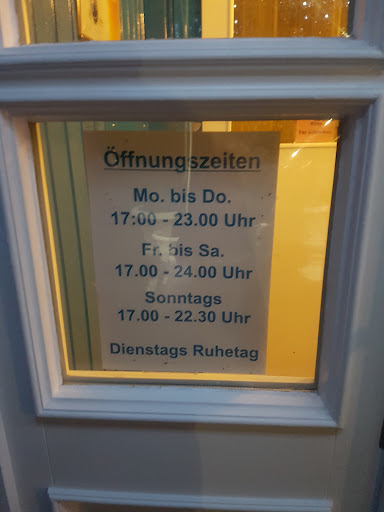 Öffnungszeiten
Mo. bis Do.
17:00 - 23.00 Uhr
Fr. bis Sa.
17.00 - 24.00 Uhr
Sonntags
17.00 - 22.30 Uhr
Dienstags Ruhetag